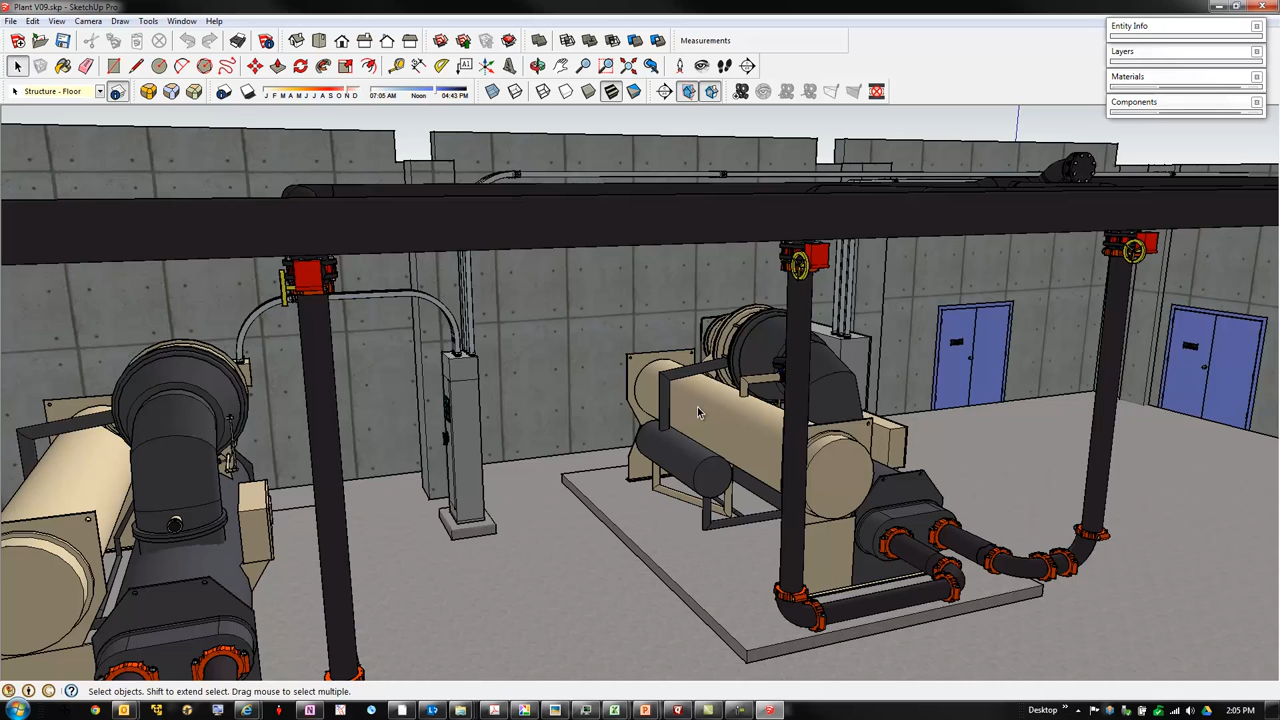 Plant V09.skp - SketchUp Pro
File Edit View Camera Draw Tools Window Help
Measurements
Structure - Floor
J F M A M J J A S O N D
07:05 AM Noon 04:43 PM
Entity Info
Layers
Materials
Components
Select objects. Shift to extend select. Drag mouse to select multiple.
Desktop
2:05 PM